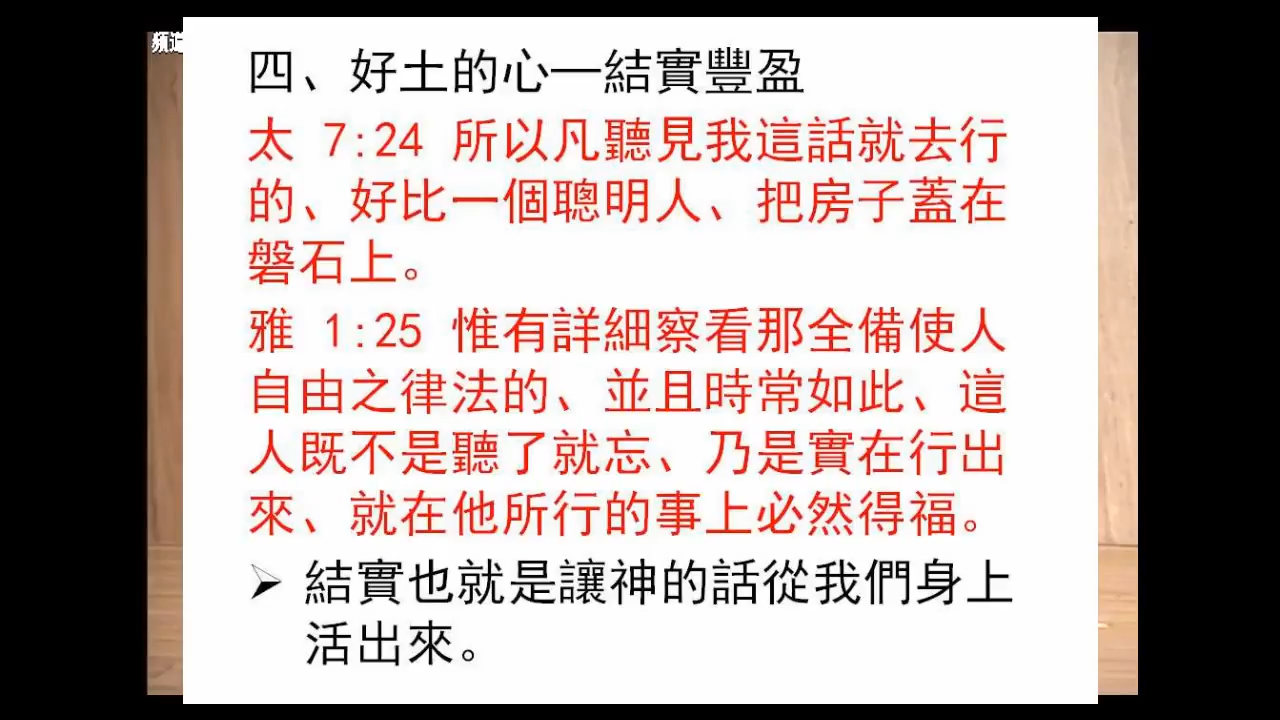 頻道
四、好土的心—結實豐盈
太 7:24 所以凡聽見我這話就去行
的、好比一個聰明人、把房子蓋在
磐石上。
雅 1:25 惟有詳細察看那全備使人
自由之律法的、並且時常如此、這
人既不是聽了就忘、乃是實在行出
來、就在他所行的事上必然得福。
➢ 結實也就是讓神的話從我們身上
活出來。